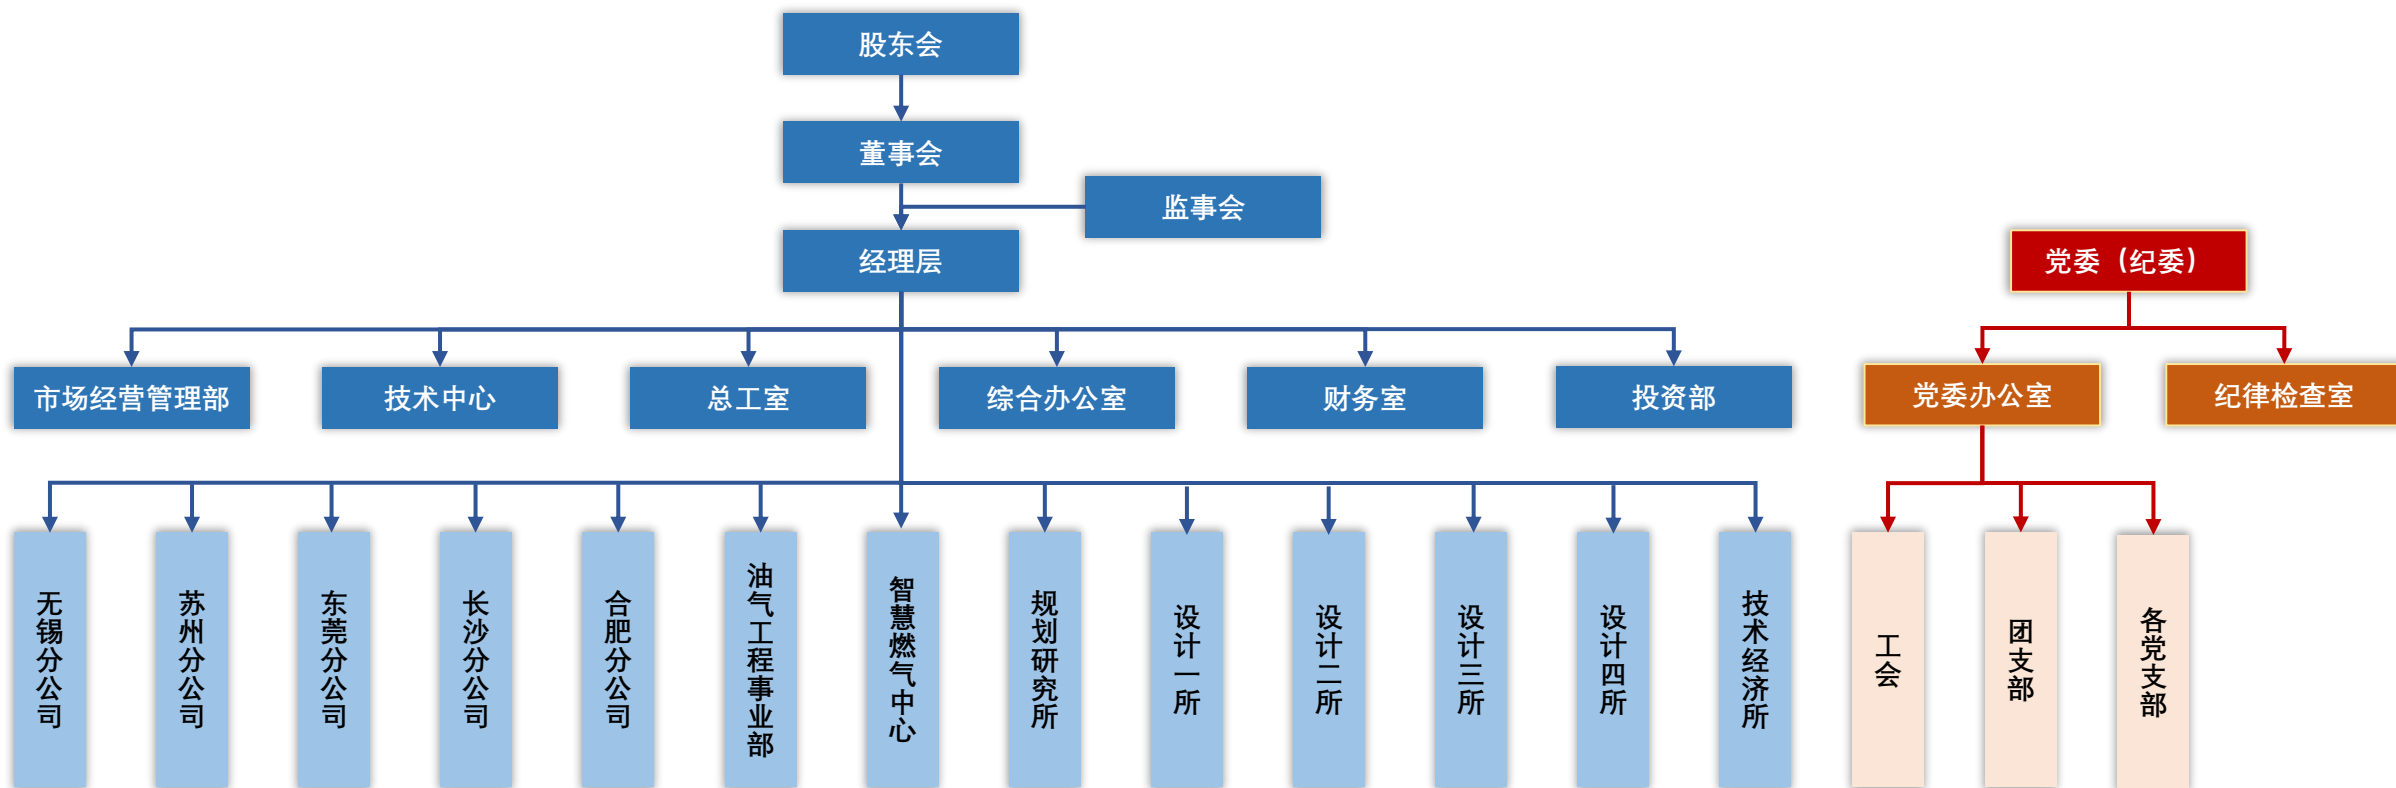 股东会
董事会
监事会
经理层
党委（纪委）
市场经营管理部
技术中心
总工室
综合办公室
财务室
投资部
党委办公室
纪律检查室
无锡分公司
苏州分公司
东莞分公司
长沙分公司
合肥分公司
油气工程事业部
智慧燃气中心
规划研究所
设计一所
设计二所
设计三所
设计四所
技术经济所
工会
团支部
各党支部